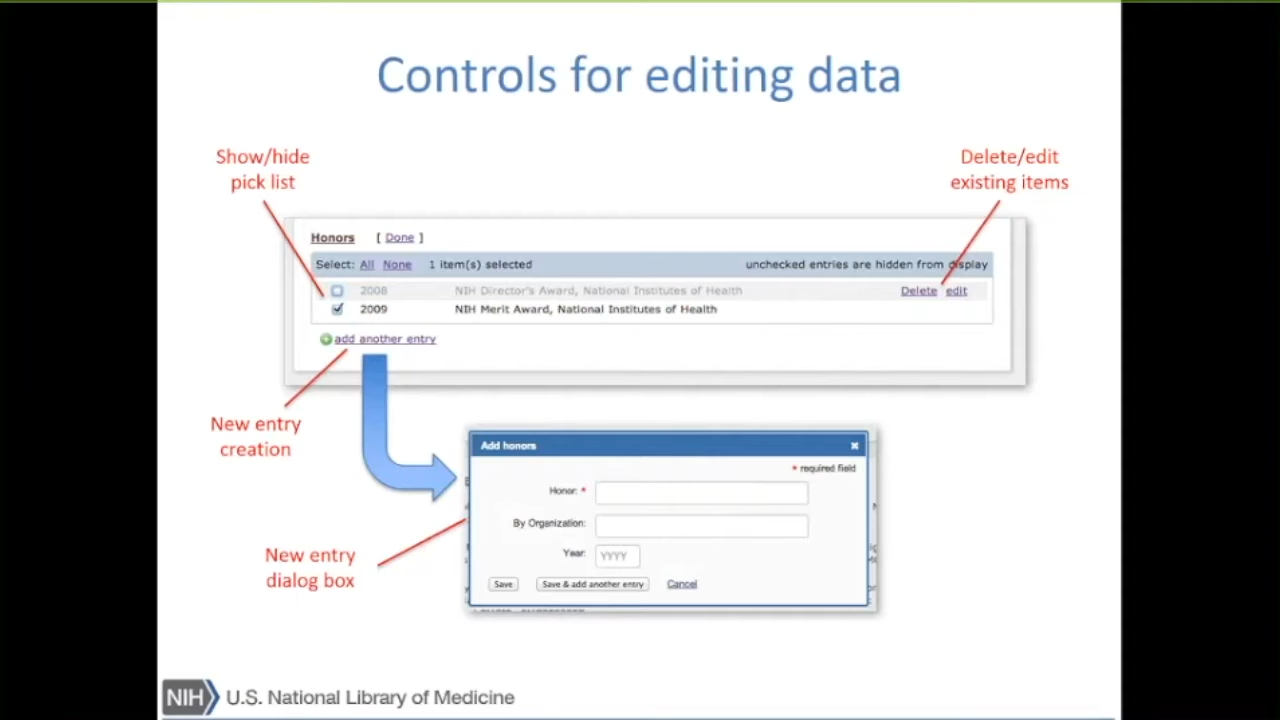 Controls for editing data
Show/hide
pick list
Delete/edit
existing items
Honors [ Done ]
Select: All None 1 item(s) selected unchecked entries are hidden from display
2008 NIH Director's Award, National Institutes of Health Delete edit
2009 NIH Merit Award, National Institutes of Health
add another entry
New entry
creation
Add honors
* required field
Honor: *
By Organization:
Year: YYYY
Save Save & add another entry Cancel
New entry
dialog box
NIH U.S. National Library of Medicine